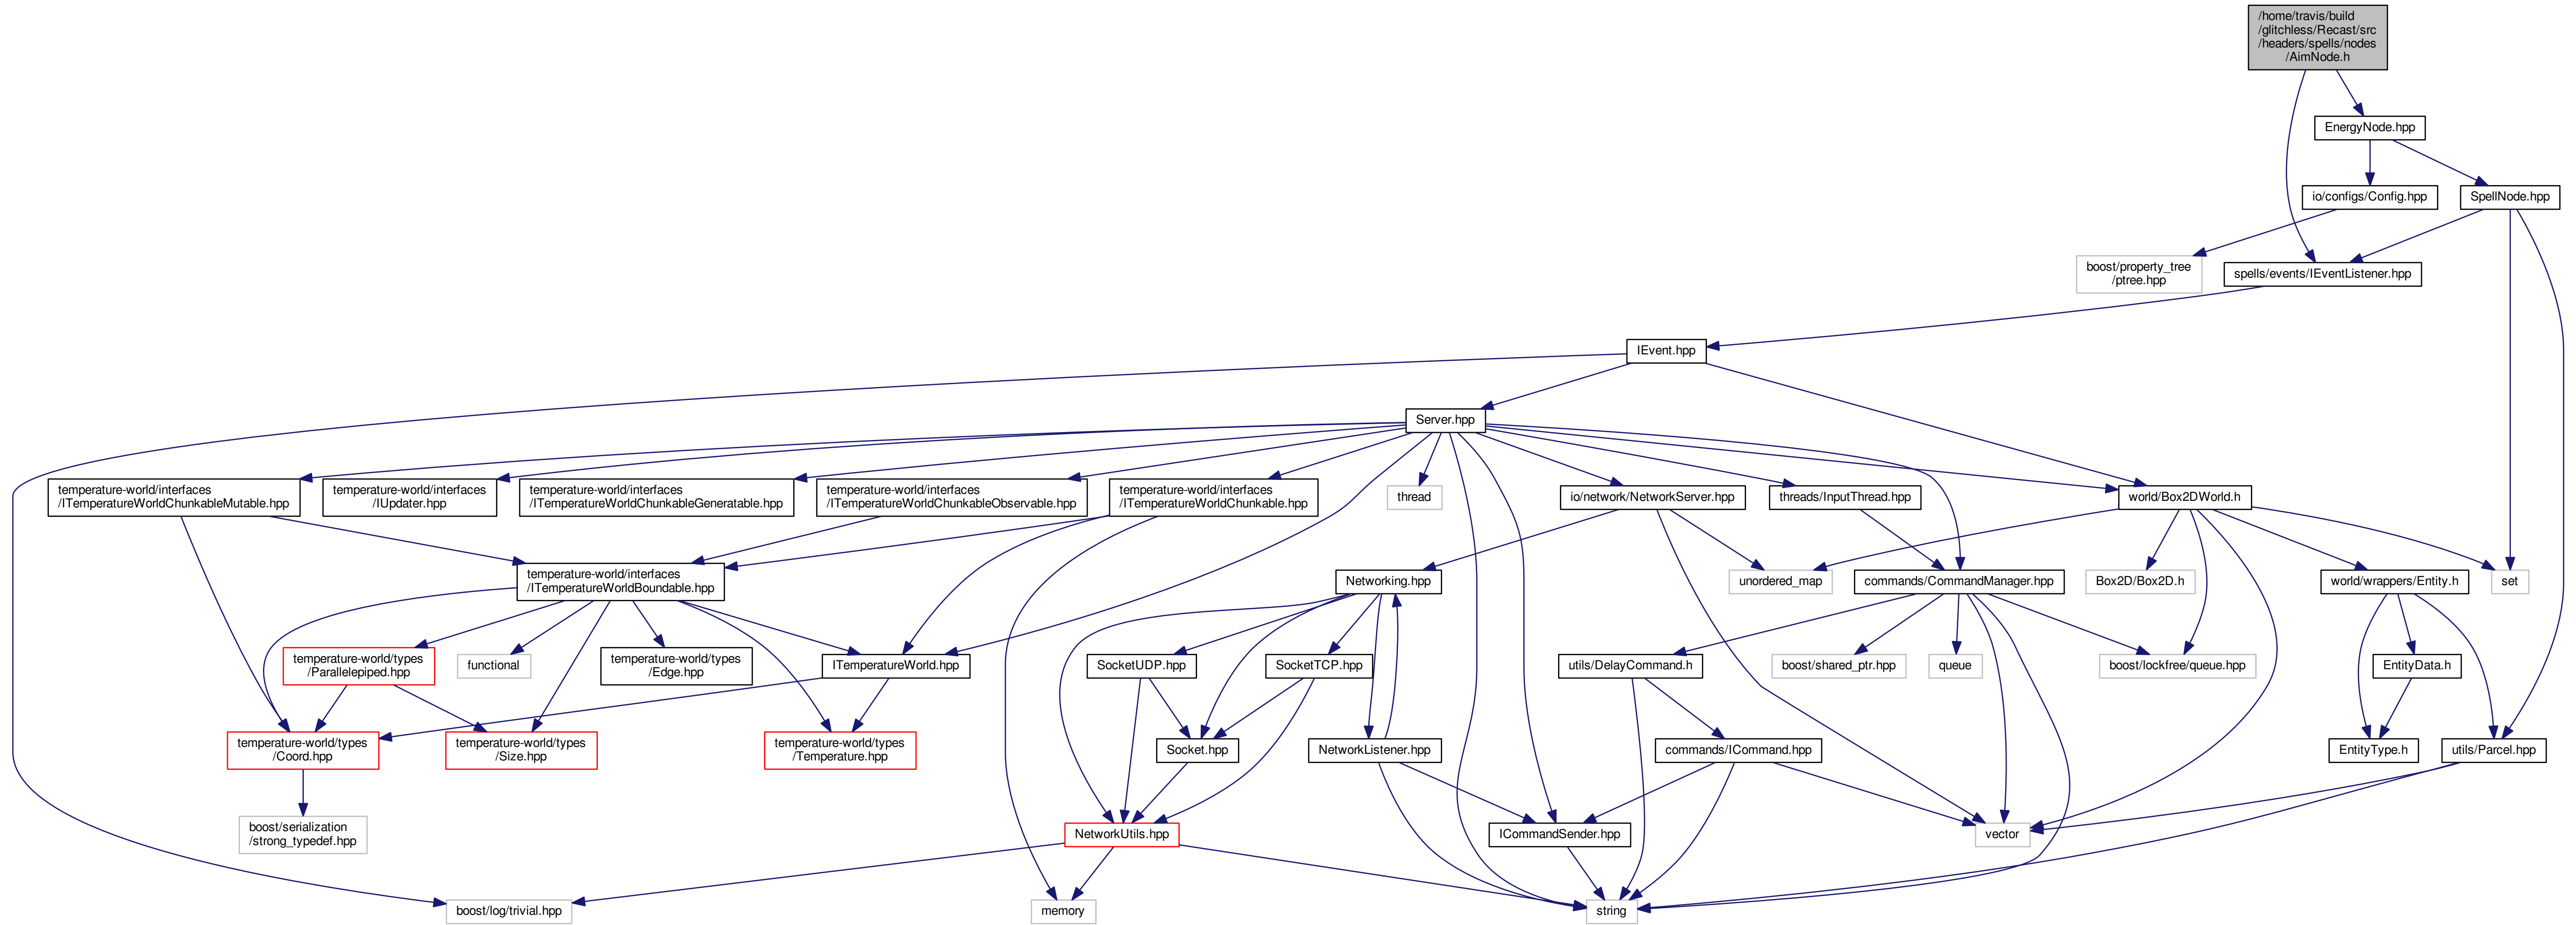 /home/travis/build
/glitchless/Recast/src
/headers/spells/nodes
/AimNode.h
EnergyNode.hpp
io/configs/Config.hpp
SpellNode.hpp
boost/property_tree
/ptree.hpp
spells/events/IEventListener.hpp
IEvent.hpp
Server.hpp
temperature-world/interfaces
/ITemperatureWorldChunkableMutable.hpp
temperature-world/interfaces
/IUpdater.hpp
temperature-world/interfaces
/ITemperatureWorldChunkableGeneratable.hpp
temperature-world/interfaces
/ITemperatureWorldChunkableObservable.hpp
temperature-world/interfaces
/ITemperatureWorldChunkable.hpp
thread
io/network/NetworkServer.hpp
threads/InputThread.hpp
world/Box2DWorld.h
temperature-world/interfaces
/ITemperatureWorldBoundable.hpp
Networking.hpp
unordered_map
commands/CommandManager.hpp
Box2D/Box2D.h
world/wrappers/Entity.h
set
temperature-world/types
/Parallelepiped.hpp
functional
temperature-world/types
/Edge.hpp
ITemperatureWorld.hpp
SocketUDP.hpp
SocketTCP.hpp
utils/DelayCommand.h
boost/shared_ptr.hpp
queue
boost/lockfree/queue.hpp
EntityData.h
temperature-world/types
/Coord.hpp
temperature-world/types
/Size.hpp
temperature-world/types
/Temperature.hpp
Socket.hpp
NetworkListener.hpp
commands/ICommand.hpp
EntityType.h
utils/Parcel.hpp
boost/serialization
/strong_typedef.hpp
NetworkUtils.hpp
ICommandSender.hpp
vector
boost/log/trivial.hpp
memory
string